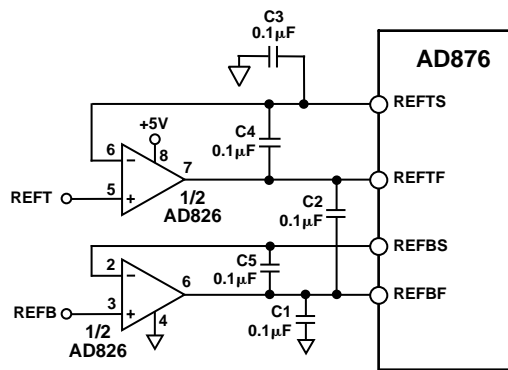 C3
0.1µF
AD876
REFTS
+5V
C4
0.1µF
6
8
7
REFTF
REFT
5
1/2
AD826
C2
0.1µF
REFBS
2
C5
0.1µF
6
REFBF
REFB
3
4
C1
0.1µF
1/2
AD826